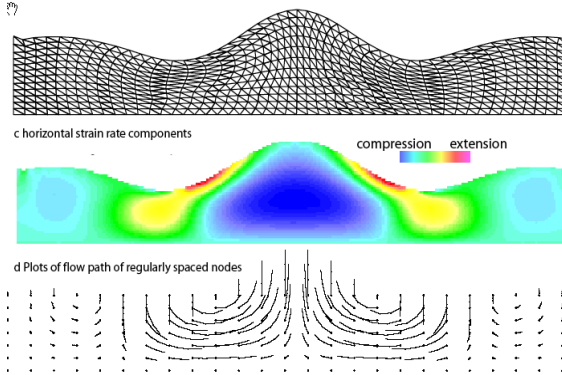 c horizontal strain rate components
compression extension
d Plots of flow path of regularly spaced nodes